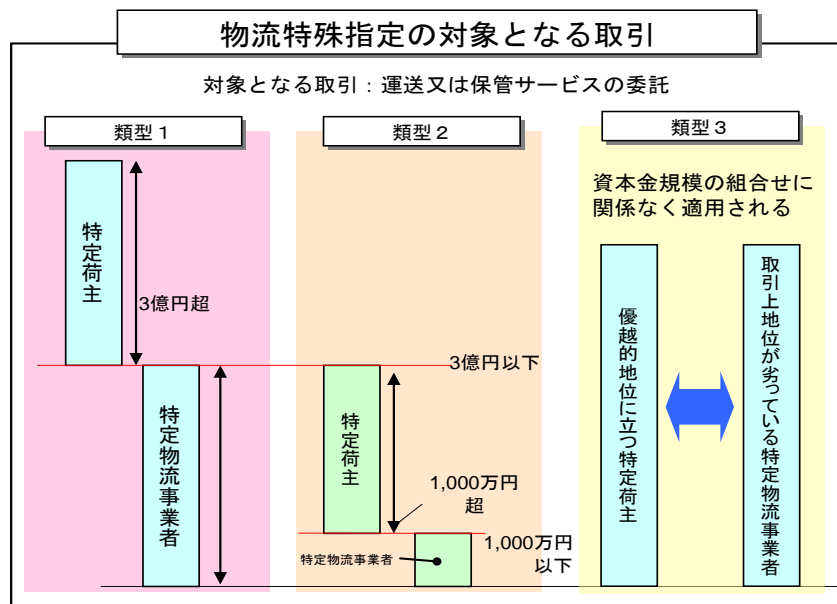 物流特殊指定の対象となる取引
対象となる取引：運送又は保管サービスの委託
類型１
特定荷主
3億円超
特定物流事業者
類型２
3億円以下
特定荷主
1,000万円
超
特定物流事業者
1,000万円
以下
類型３
資本金規模の組合せに
関係なく適用される
優越的地位に立つ特定荷主
取引上地位が劣っている特定物流事業者